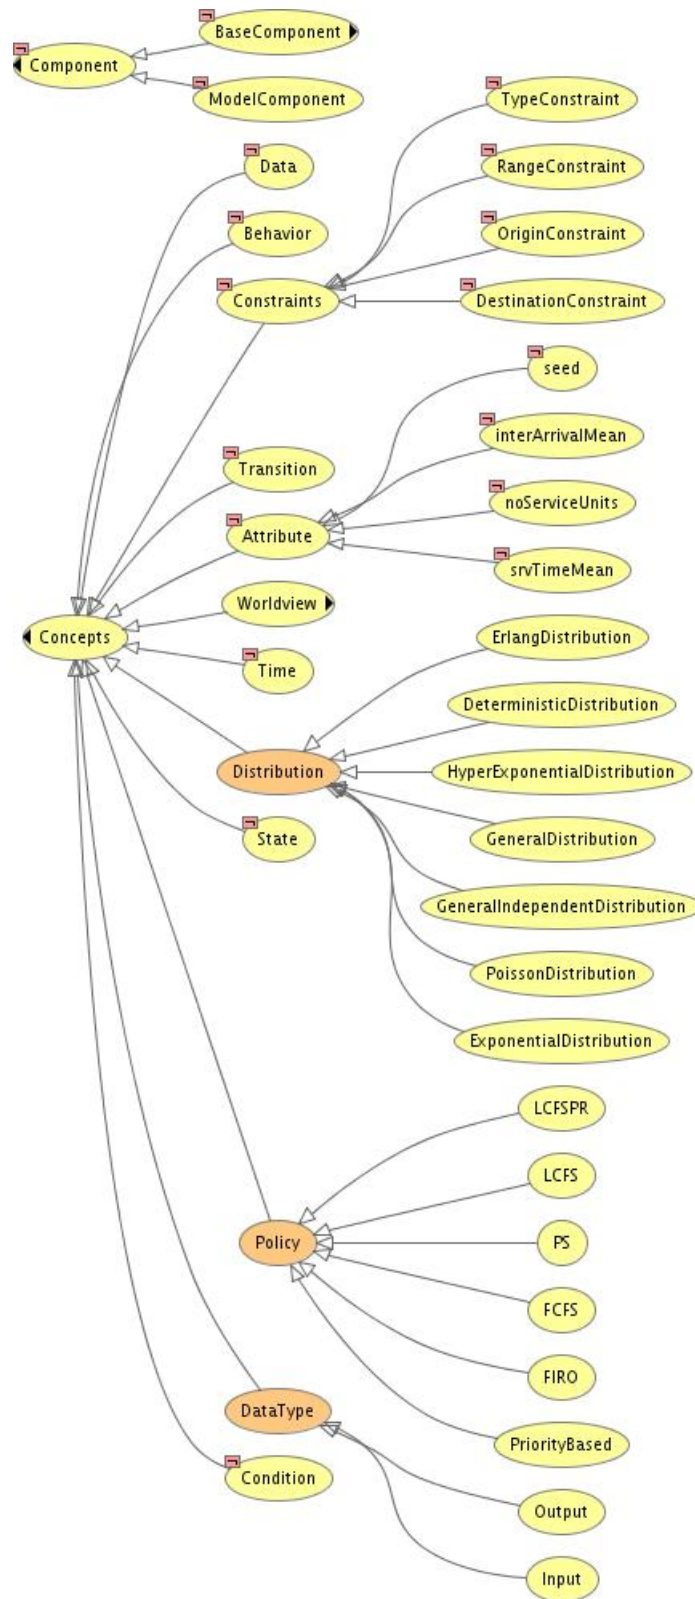 BaseComponent
Component
ModelComponent
TypeConstraint
Data
RangeConstraint
Behavior
OriginConstraint
Constraints
DestinationConstraint
seed
interArrivalMean
Transition
noServiceUnits
Attribute
srvTimeMean
Worldview
Concepts
ErlangDistribution
Time
DeterministicDistribution
Distribution
HyperExponentialDistribution
State
GeneralDistribution
GeneralIndependentDistribution
PoissonDistribution
ExponentialDistribution
LCFSPR
LCFS
Policy
PS
FCFS
FIRO
DataType
PriorityBased
Condition
Output
Input